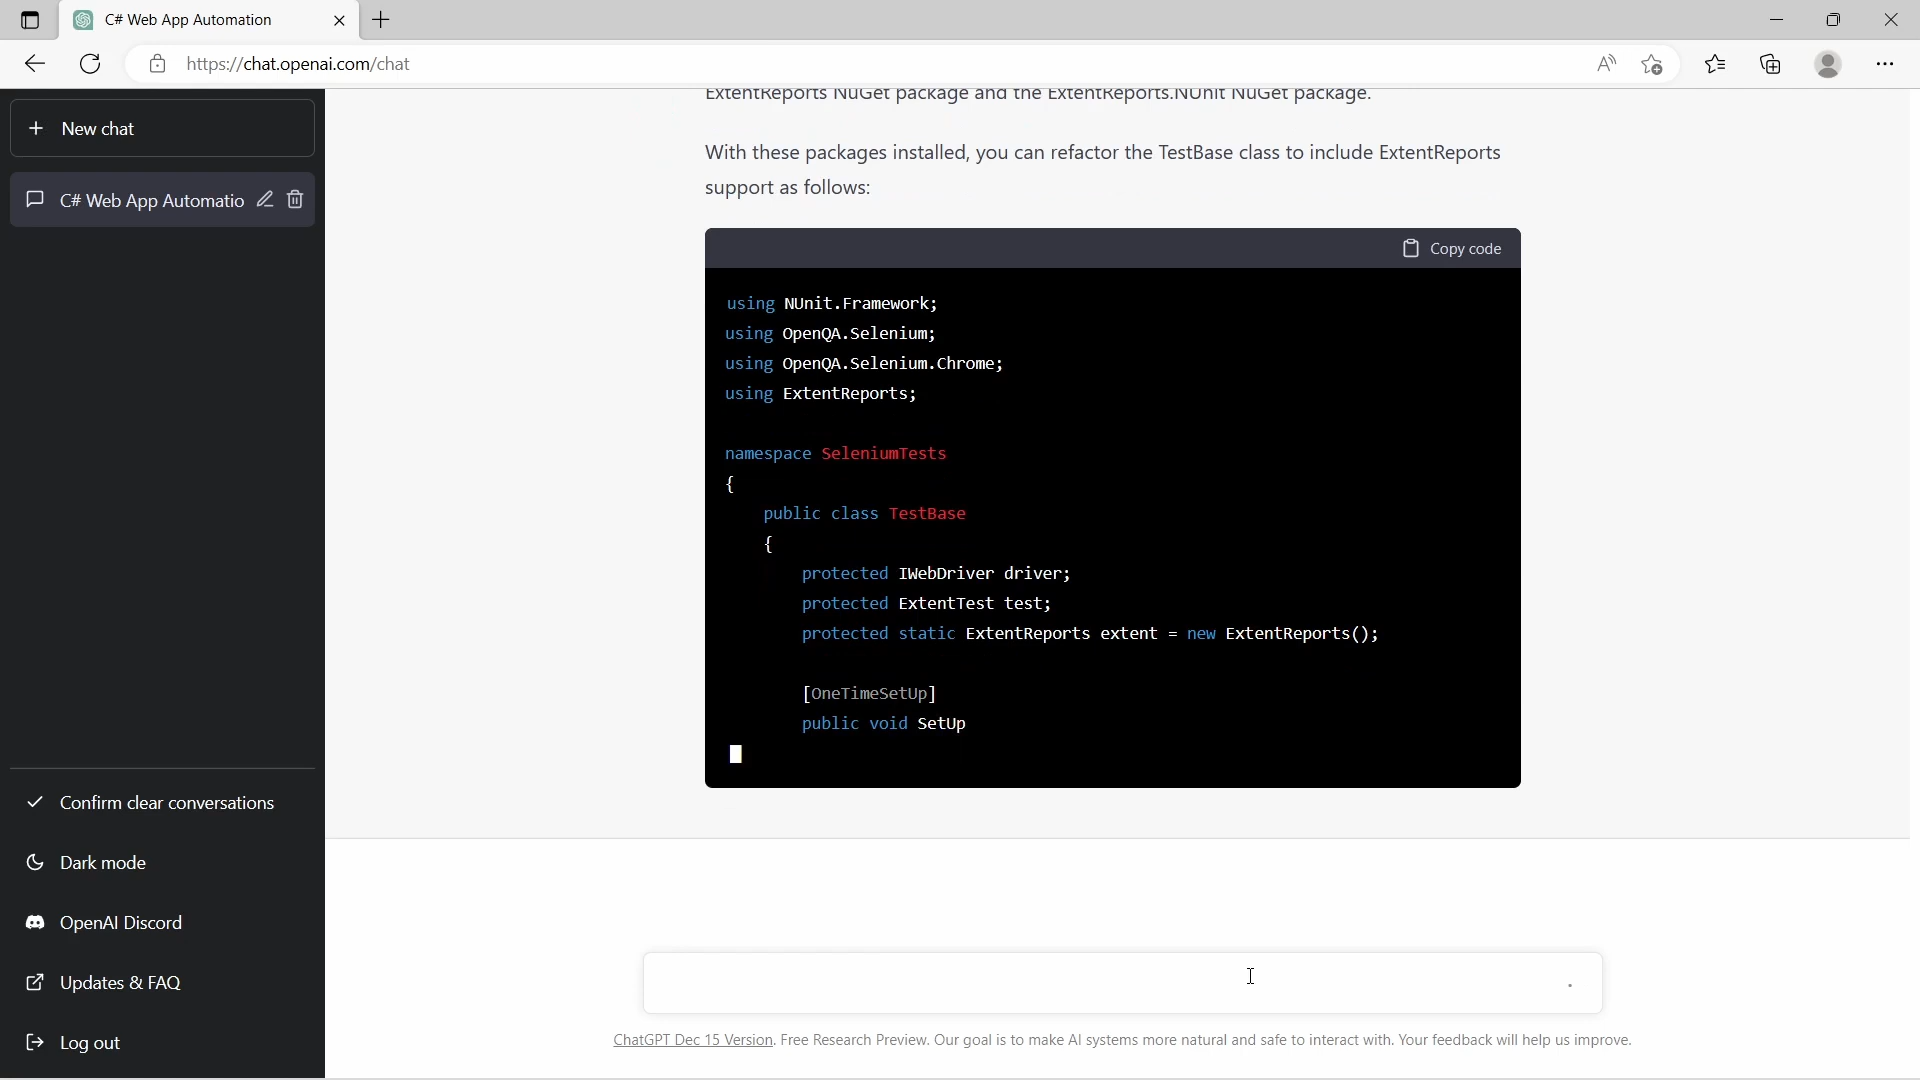 C# Web App Automation
https://chat.openai.com/chat
New chat
C# Web App Automatio
ExtentReports NuGet package and the ExtentReports.NUnit NuGet package.
With these packages installed, you can refactor the TestBase class to include ExtentReports
support as follows:
Copy code
using NUnit.Framework;
using OpenQA.Selenium;
using OpenQA.Selenium.Chrome;
using ExtentReports;
namespace SeleniumTests
{
public class TestBase
{
protected IWebDriver driver;
protected ExtentTest test;
protected static ExtentReports extent = new ExtentReports();
[OneTimeSetUp]
public void SetUp
Confirm clear conversations
Dark mode
OpenAI Discord
Updates & FAQ
Log out
ChatGPT Dec 15 Version. Free Research Preview. Our goal is to make AI systems more natural and safe to interact with. Your feedback will help us improve.